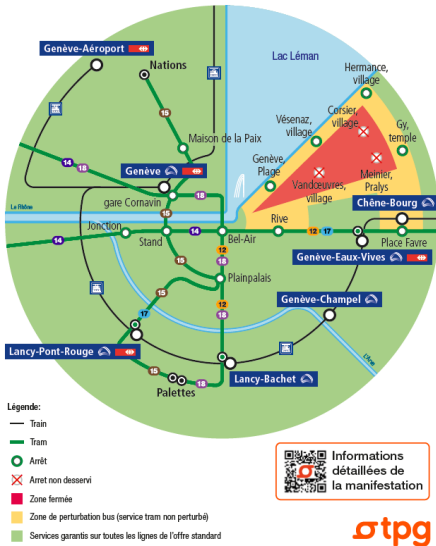 Genève-Aéroport
Nations
Lac Léman
Hermance,
village
15
Corsier,
village
Vésenaz,
village
Gy,
temple
Maison de la Paix
14
18
Genève
Genève,
Plage
Meinier,
Pralys
Vandœuvres,
village
gare Cornavin
18
Chêne-Bourg
Le Rhône
15
Jonction
Rive
14
Stand
14
Bel-Air
12 17
Place Favre
12
18
Genève-Eaux-Vives
15
Plainpalais
Genève-Champel
17
15
12
18
Lancy-Pont-Rouge
L'Arve
15
18
Lancy-Bachet
Palettes
Légende:
Train
Tram
Arrêt
Arret non desservi
Zone fermée
Zone de perturbation bus (service tram non perturbé)
Services garantis sur toutes les lignes de l'offre standard
Informations
détaillées de
la manifestation
tpg